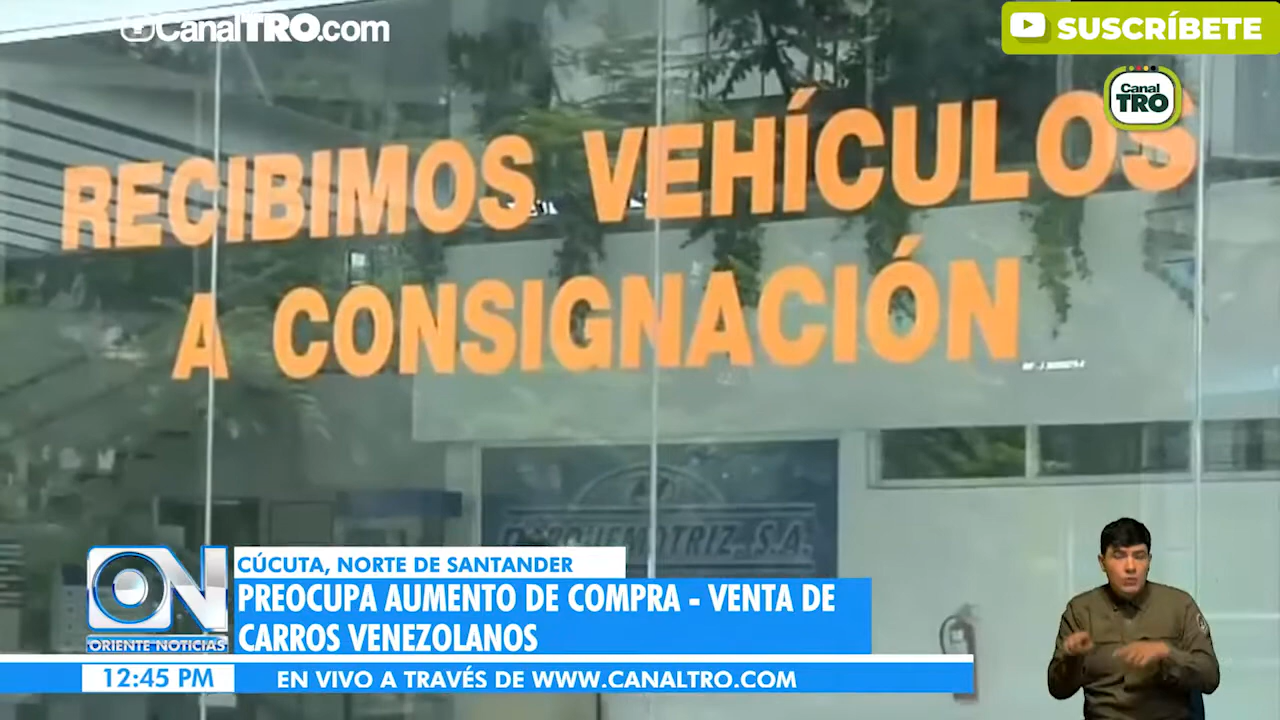 CanalTRO.com
SUSCRÍBETE
Canal
TRO
RECIBIMOS VEHÍCULOS
A CONSIGNACIÓN
S.A.
ON
ORIENTE NOTICIAS
CÚCUTA, NORTE DE SANTANDER
PREOCUPA AUMENTO DE COMPRA - VENTA DE
CARROS VENEZOLANOS
12:45 PM
EN VIVO A TRAVÉS DE WWW.CANALTRO.COM